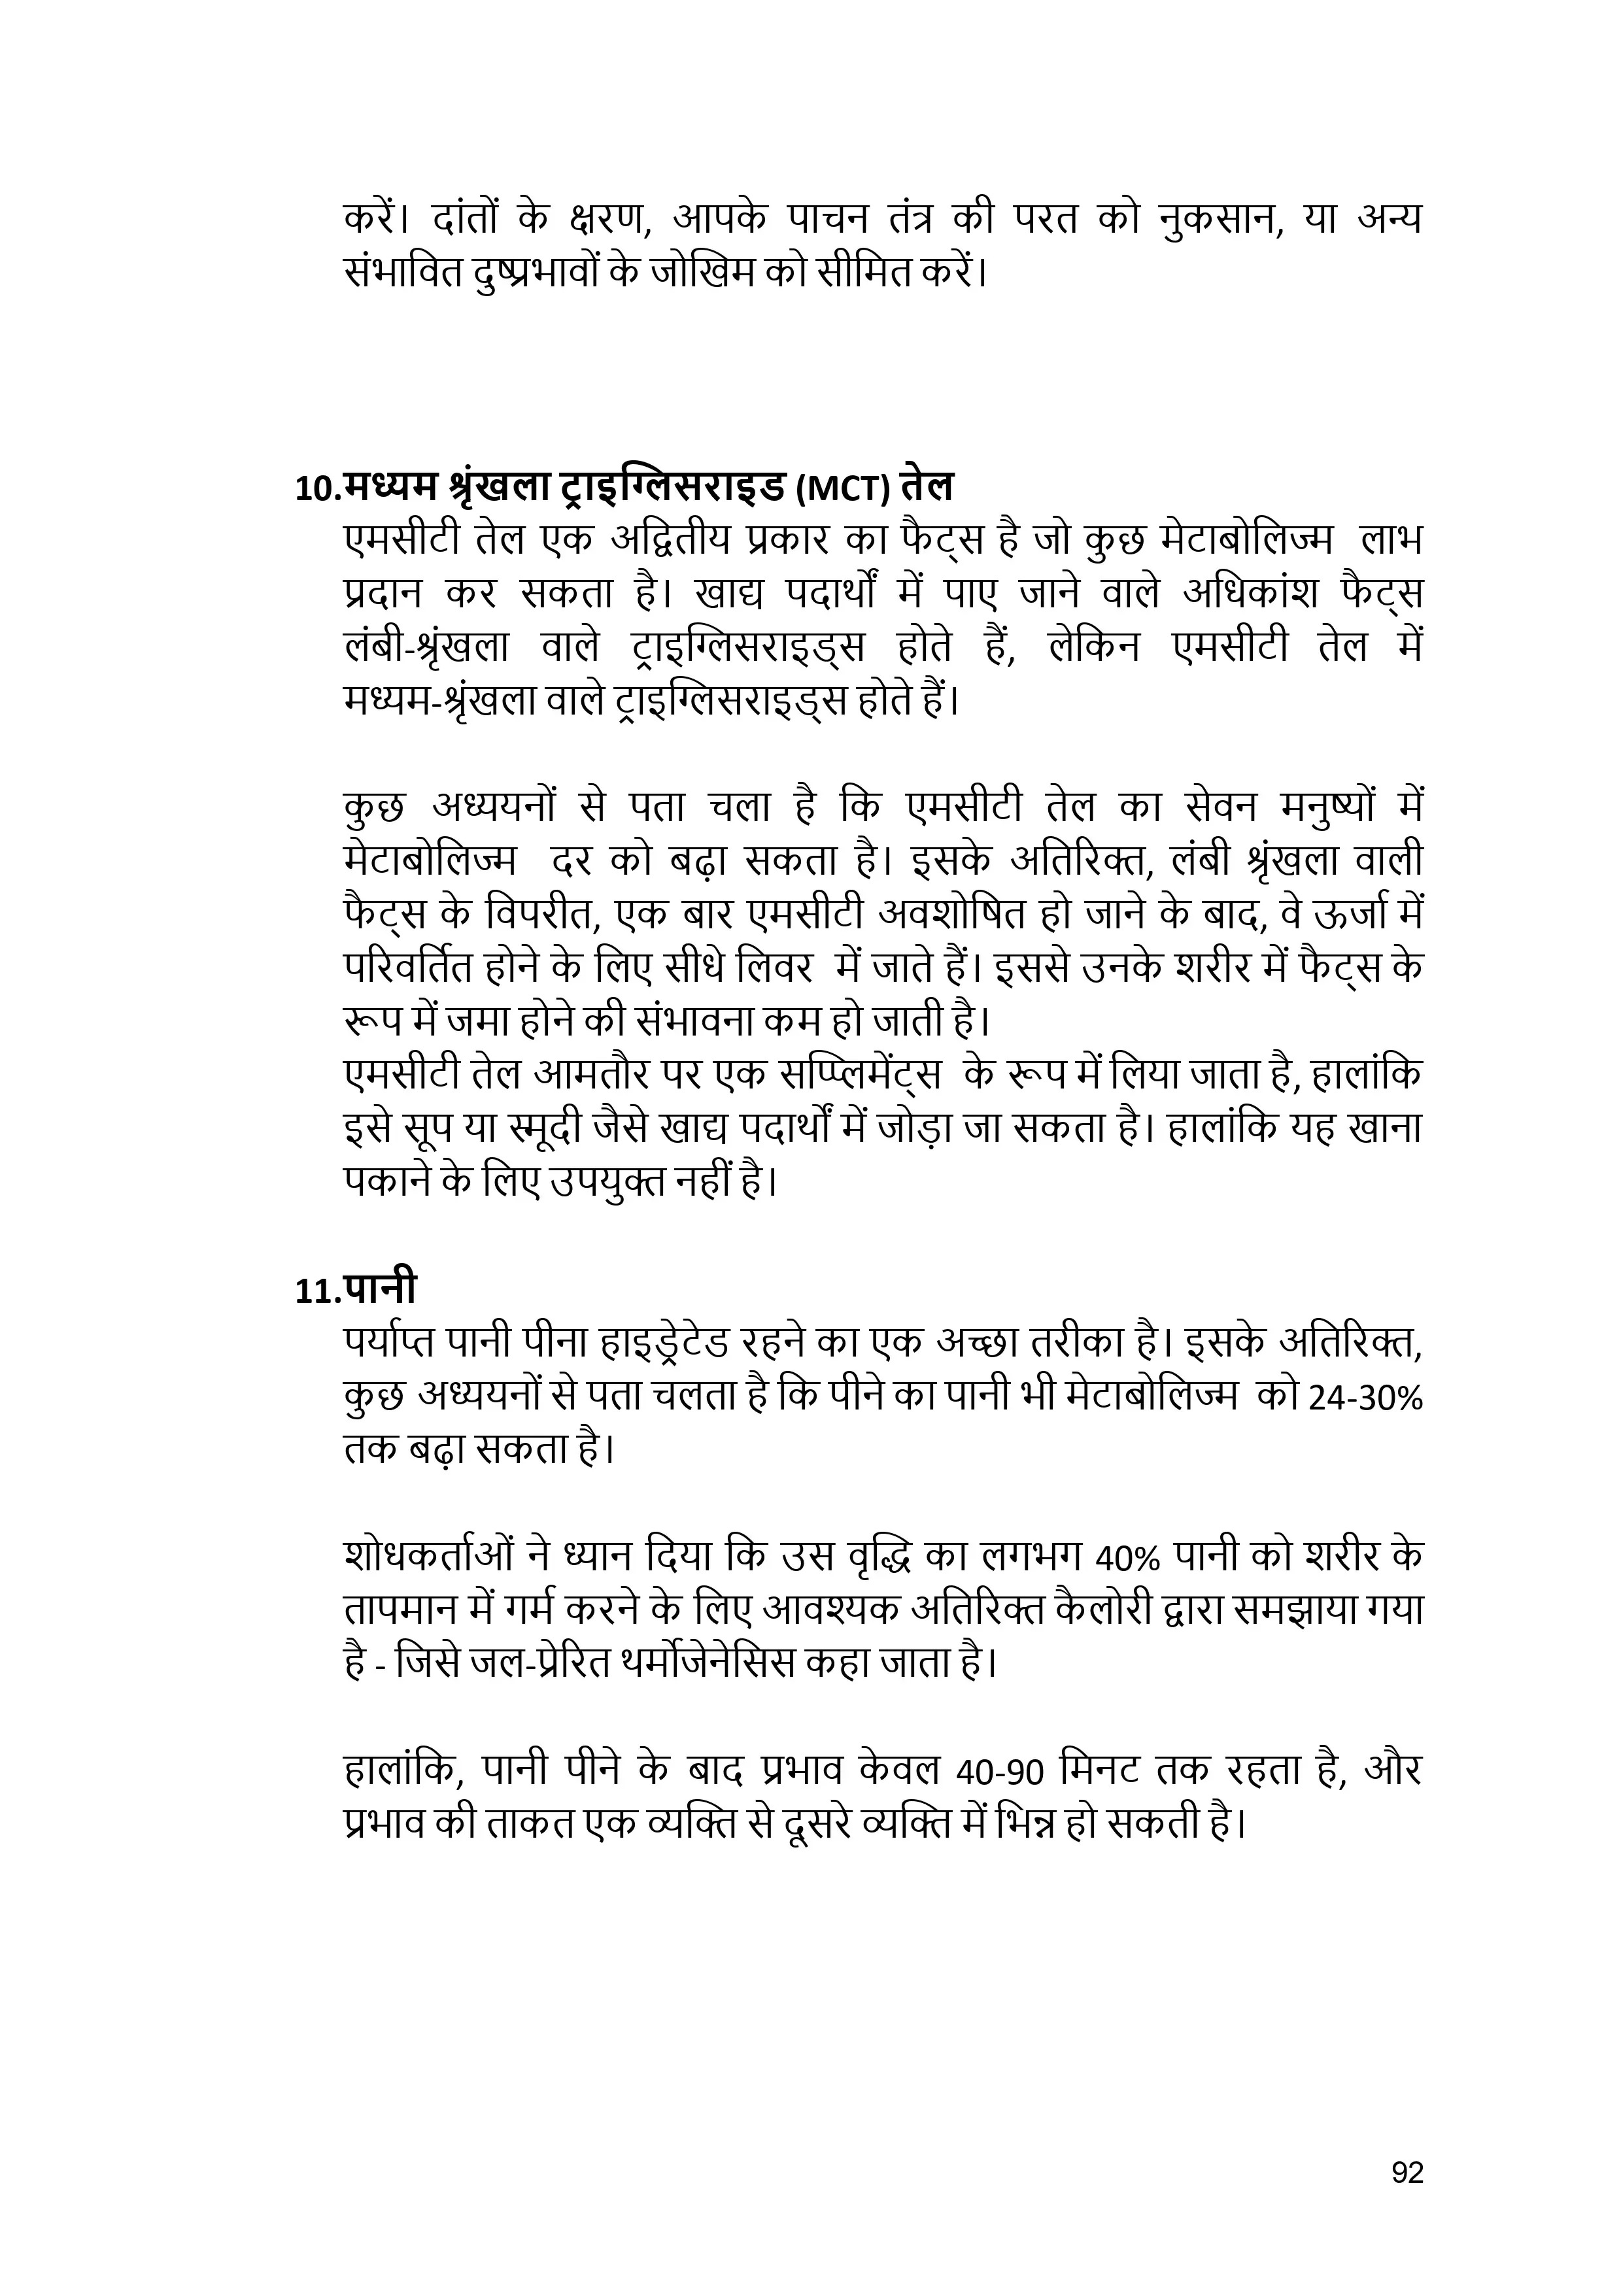 करें। दांतों के क्षरण, आपके पाचन तंत्र की परत को नुकसान, या अन्य
संभावित दुष्प्रभावों के जोखिम को सीमित करें।
10.मध्यम श्रृंखला ट्राइग्लिसराइड (MCT) तेल
एमसीटी तेल एक अद्वितीय प्रकार का फैट्स है जो कुछ मेटाबोलिज्म लाभ
प्रदान कर सकता है। खाद्य पदार्थों में पाए जाने वाले अधिकांश फैट्स
लंबी-श्रृंखला वाले ट्राइग्लिसराइड्स होते हैं, लेकिन एमसीटी तेल में
मध्यम-श्रृंखला वाले ट्राइग्लिसराइड्स होते हैं।
कुछ अध्ययनों से पता चला है कि एमसीटी तेल का सेवन मनुष्यों में
मेटाबोलिज्म दर को बढ़ा सकता है। इसके अतिरिक्त, लंबी श्रृंखला वाली
फैट्स के विपरीत, एक बार एमसीटी अवशोषित हो जाने के बाद, वे ऊर्जा में
परिवर्तित होने के लिए सीधे लिवर में जाते हैं। इससे उनके शरीर में फैट्स के
रूप में जमा होने की संभावना कम हो जाती है।
एमसीटी तेल आमतौर पर एक सप्प्लिमेंट्स के रूप में लिया जाता है, हालांकि
इसे सूप या स्मूदी जैसे खाद्य पदार्थों में जोड़ा जा सकता है। हालांकि यह खाना
पकाने के लिए उपयुक्त नहीं है।
11.पानी
पर्याप्त पानी पीना हाइड्रेटेड रहने का एक अच्छा तरीका है। इसके अतिरिक्त,
कुछ अध्ययनों से पता चलता है कि पीने का पानी भी मेटाबोलिज्म को 24-30%
तक बढ़ा सकता है।
शोधकर्ताओं ने ध्यान दिया कि उस वृद्धि का लगभग 40% पानी को शरीर के
तापमान में गर्म करने के लिए आवश्यक अतिरिक्त कैलोरी द्वारा समझाया गया
है - जिसे जल-प्रेरित थर्मोजेनेसिस कहा जाता है।
हालांकि, पानी पीने के बाद प्रभाव केवल 40-90 मिनट तक रहता है, और
प्रभाव की ताकत एक व्यक्ति से दूसरे व्यक्ति में भिन्न हो सकती है।
92